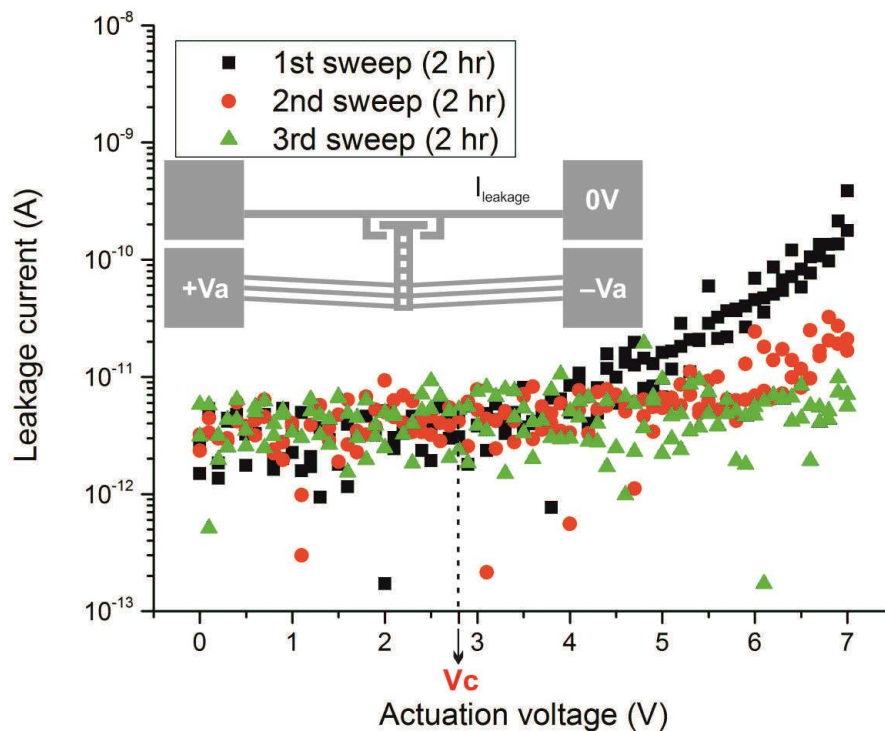 10⁻⁸
1st sweep (2 hr)
2nd sweep (2 hr)
10⁻⁹
3rd sweep (2 hr)
I leakage
0V
10⁻¹⁰
+Va
–Va
10⁻¹¹
10⁻¹²
10⁻¹³
0 1 2 3 4 5 6 7
Vc
Actuation voltage (V)
Leakage current (A)